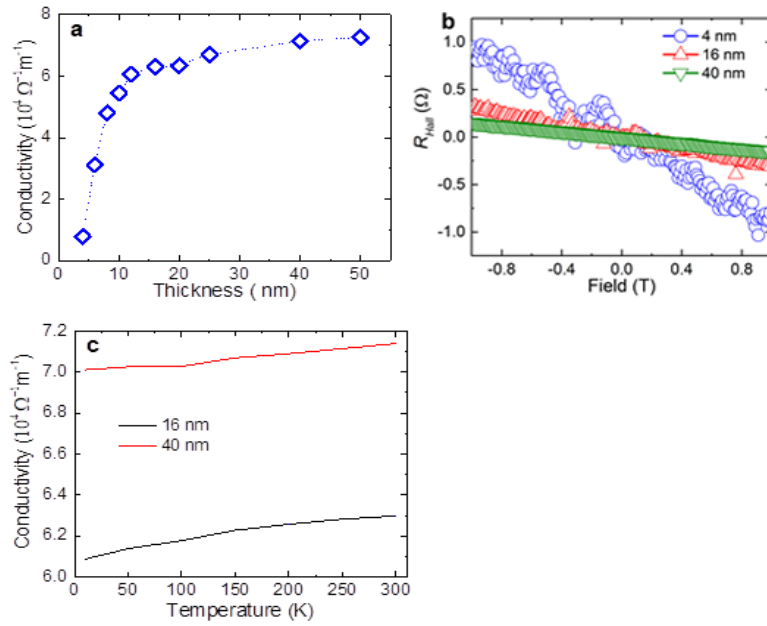 a
Conductivity (10⁴ Ω⁻¹m⁻¹)
8
6
4
2
0
0 10 20 30 40 50
Thickness ( nm)
b
4 nm
16 nm
40 nm
R_Hall (Ω)
1.0
0.5
0.0
-0.5
-1.0
-0.8 -0.4 0.0 0.4 0.8
Field (T)
c
16 nm
40 nm
Conductivity (10⁴ Ω⁻¹m⁻¹)
7.2
7.0
6.8
6.6
6.4
6.2
6.0
0 50 100 150 200 250 300
Temperature (K)